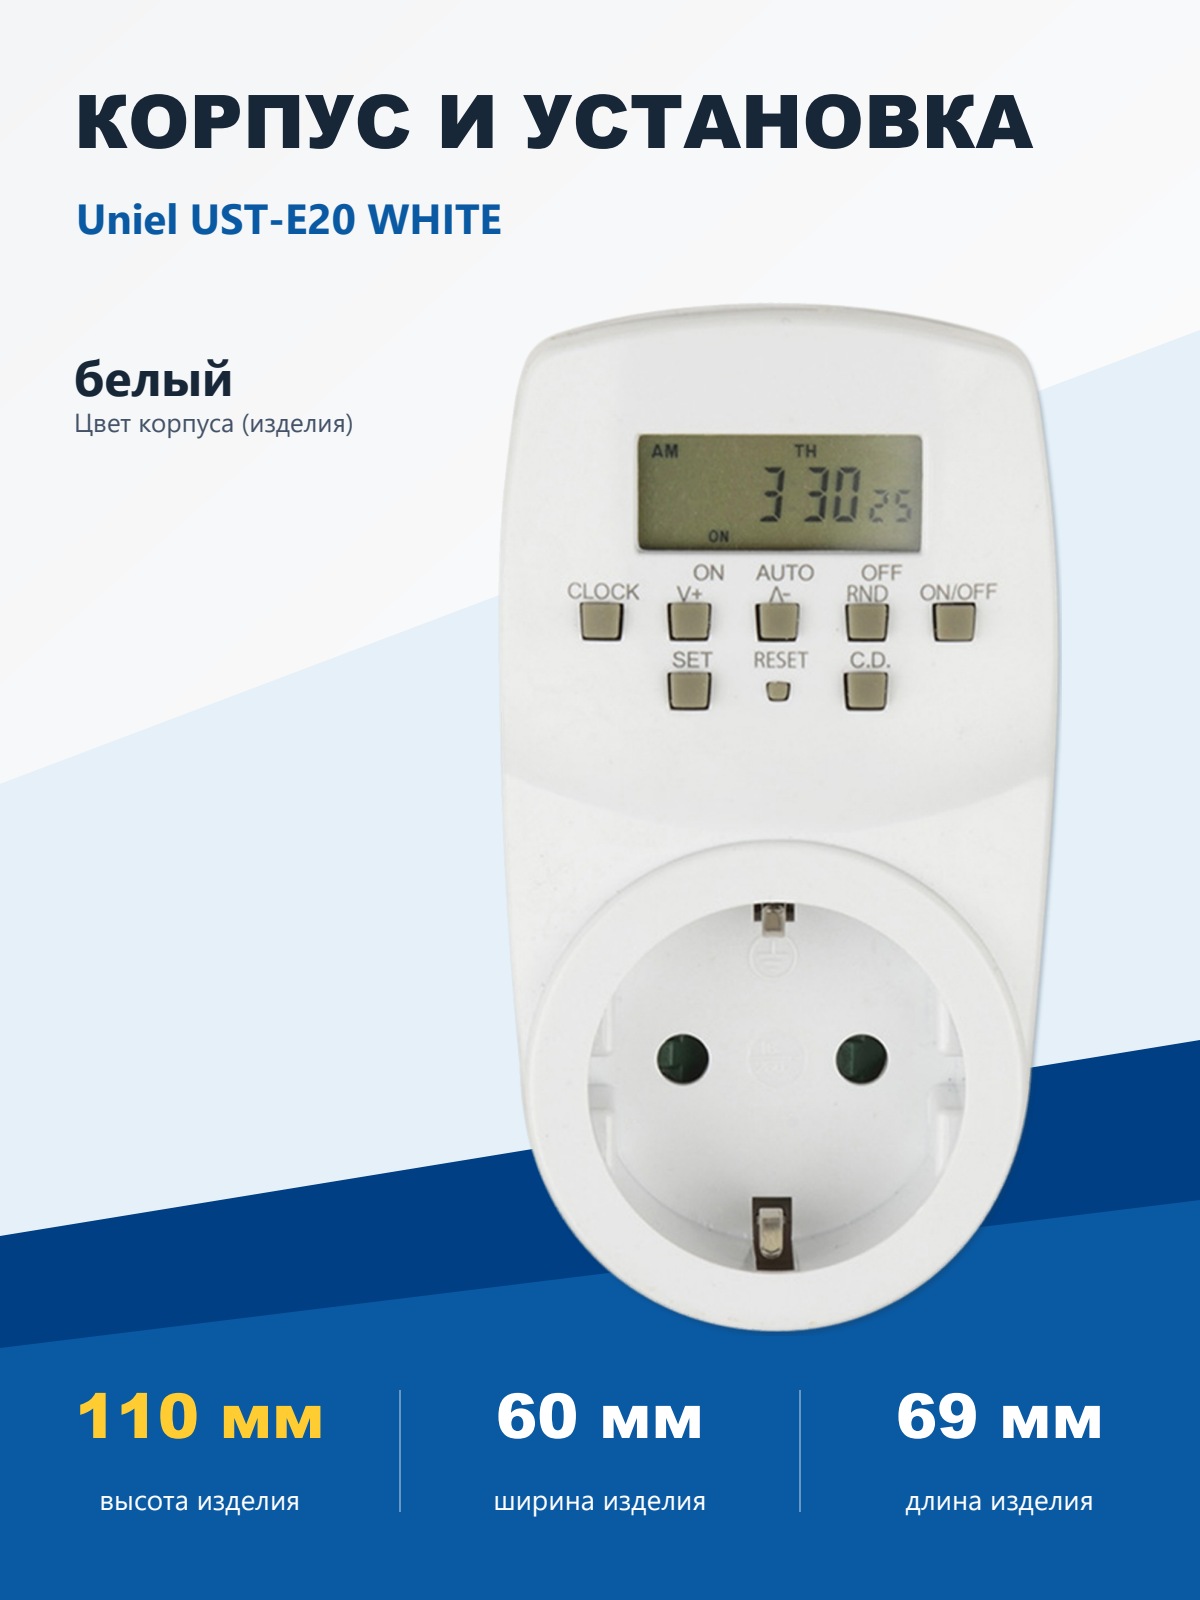 КОРПУС И УСТАНОВКА
Uniel UST-E20 WHITE
белый
Цвет корпуса (изделия)
AM TH
3 30 25
ON
ON AUTO OFF
CLOCK V+ Λ- RND ON/OFF
SET RESET C.D.
110 мм 60 мм 69 мм
высота изделия ширина изделия длина изделия